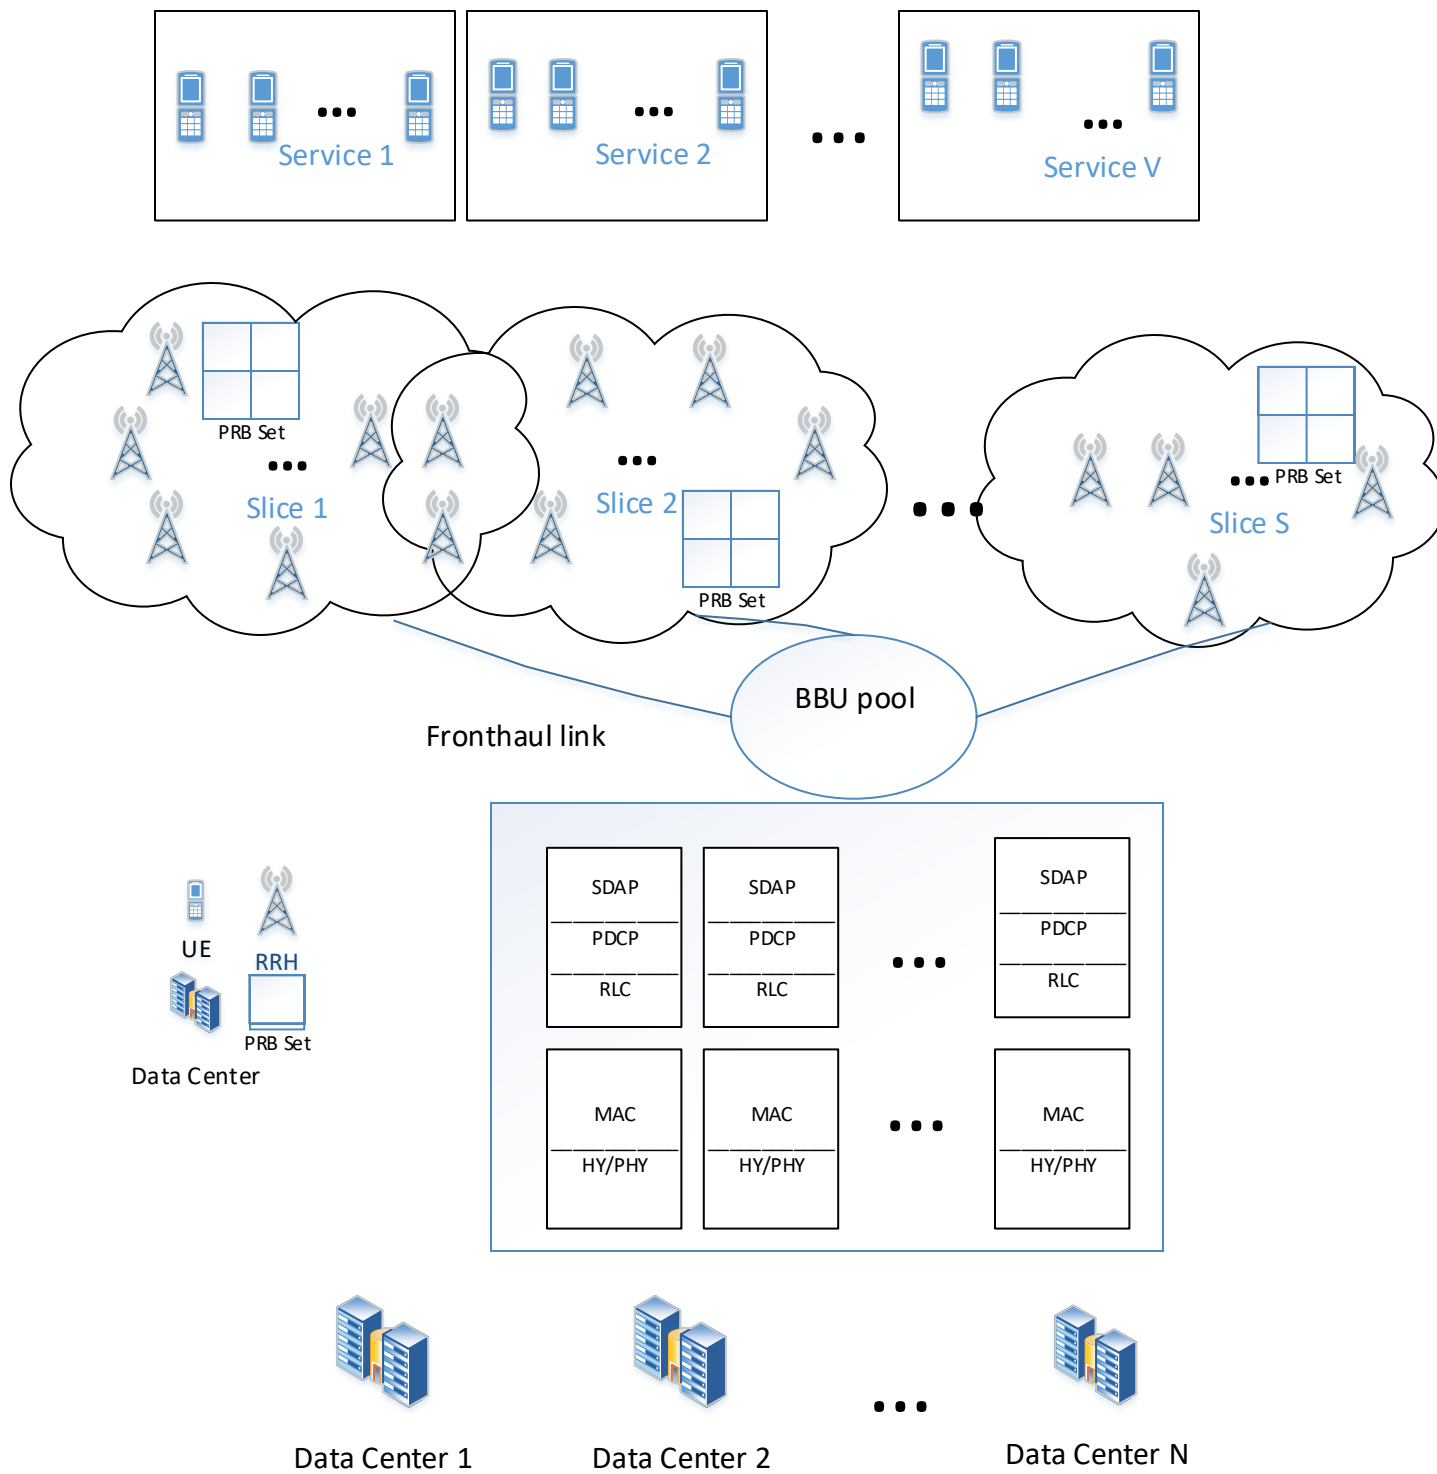 Service 1
Service 2
Service V
PRB Set
Slice 1
Slice 2
PRB Set
PRB Set
Slice S
BBU pool
Fronthaul link
SDAP
PDCP
RLC
SDAP
PDCP
RLC
SDAP
PDCP
RLC
UE
RRH
PRB Set
Data Center
MAC
HY/PHY
MAC
HY/PHY
MAC
HY/PHY
Data Center 1
Data Center 2
Data Center N